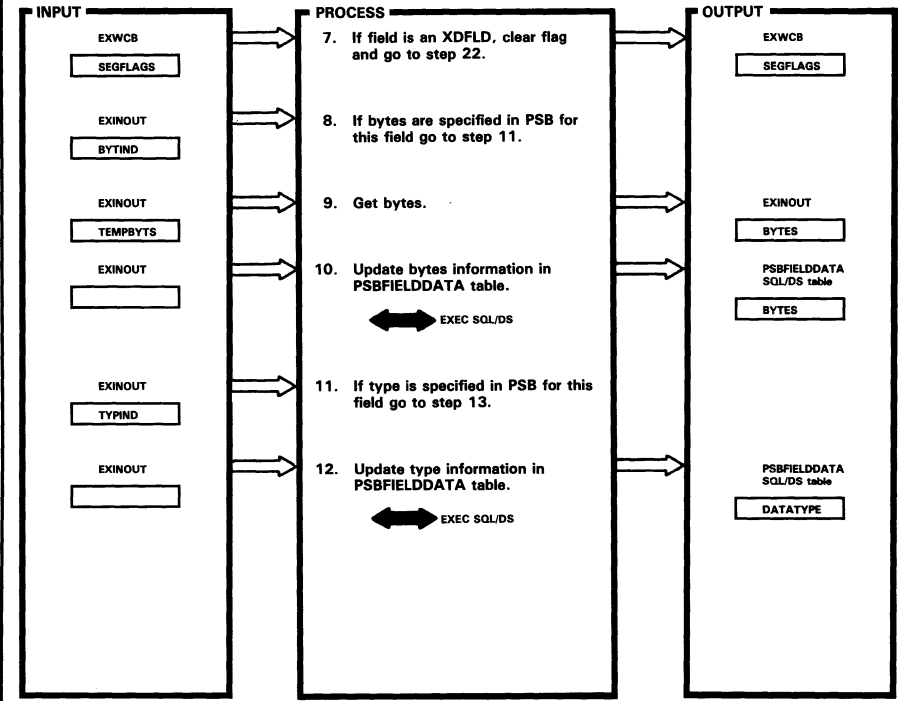 INPUT
PROCESS
OUTPUT
EXWCB
SEGFLAGS
7. If field is an XDFLD, clear flag
and go to step 22.
EXWCB
SEGFLAGS
EXINOUT
BYTIND
8. If bytes are specified in PSB for
this field go to step 11.
EXINOUT
TEMPBYTS
9. Get bytes.
EXINOUT
BYTES
EXINOUT
10. Update bytes information in
PSBFIELDDATA table.
EXEC SQL/DS
PSBFIELDDATA
SQL/DS table
BYTES
EXINOUT
TYPIND
11. If type is specified in PSB for this
field go to step 13.
EXINOUT
12. Update type information in
PSBFIELDDATA table.
EXEC SQL/DS
PSBFIELDDATA
SQL/DS table
DATATYPE